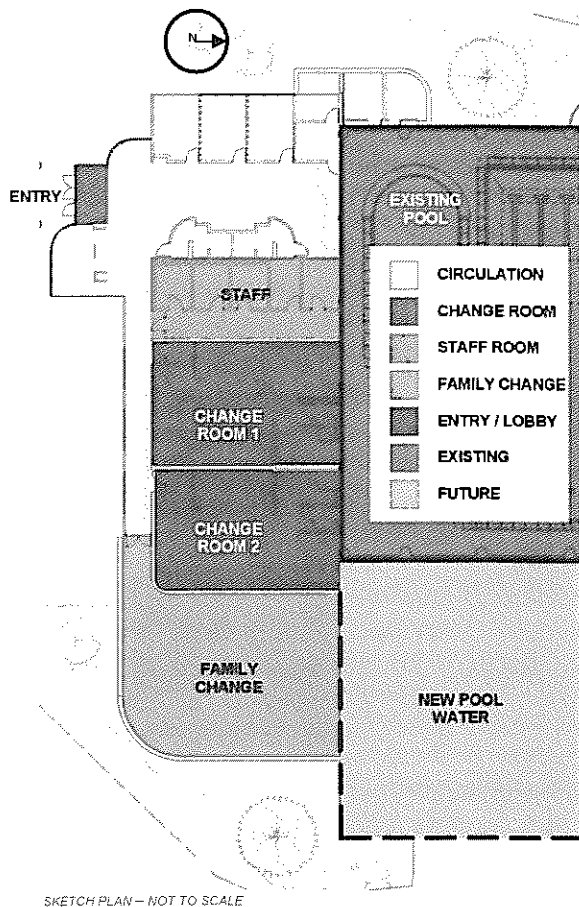 N
ENTRY
EXISTING
POOL
STAFF
CIRCULATION
CHANGE ROOM
STAFF ROOM
FAMILY CHANGE
ENTRY / LOBBY
EXISTING
FUTURE
CHANGE
ROOM 1
CHANGE
ROOM 2
FAMILY
CHANGE
NEW POOL
WATER
SKETCH PLAN – NOT TO SCALE